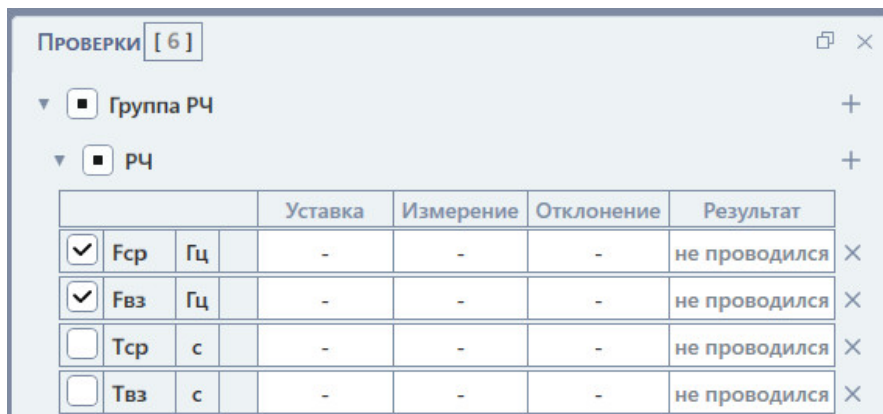 Проверки [ 6 ]
Группа РЧ
РЧ
Уставка Измерение Отклонение Результат
Fср Гц - - - не проводился
Fвз Гц - - - не проводился
Tср с - - - не проводился
Tвз с - - - не проводился